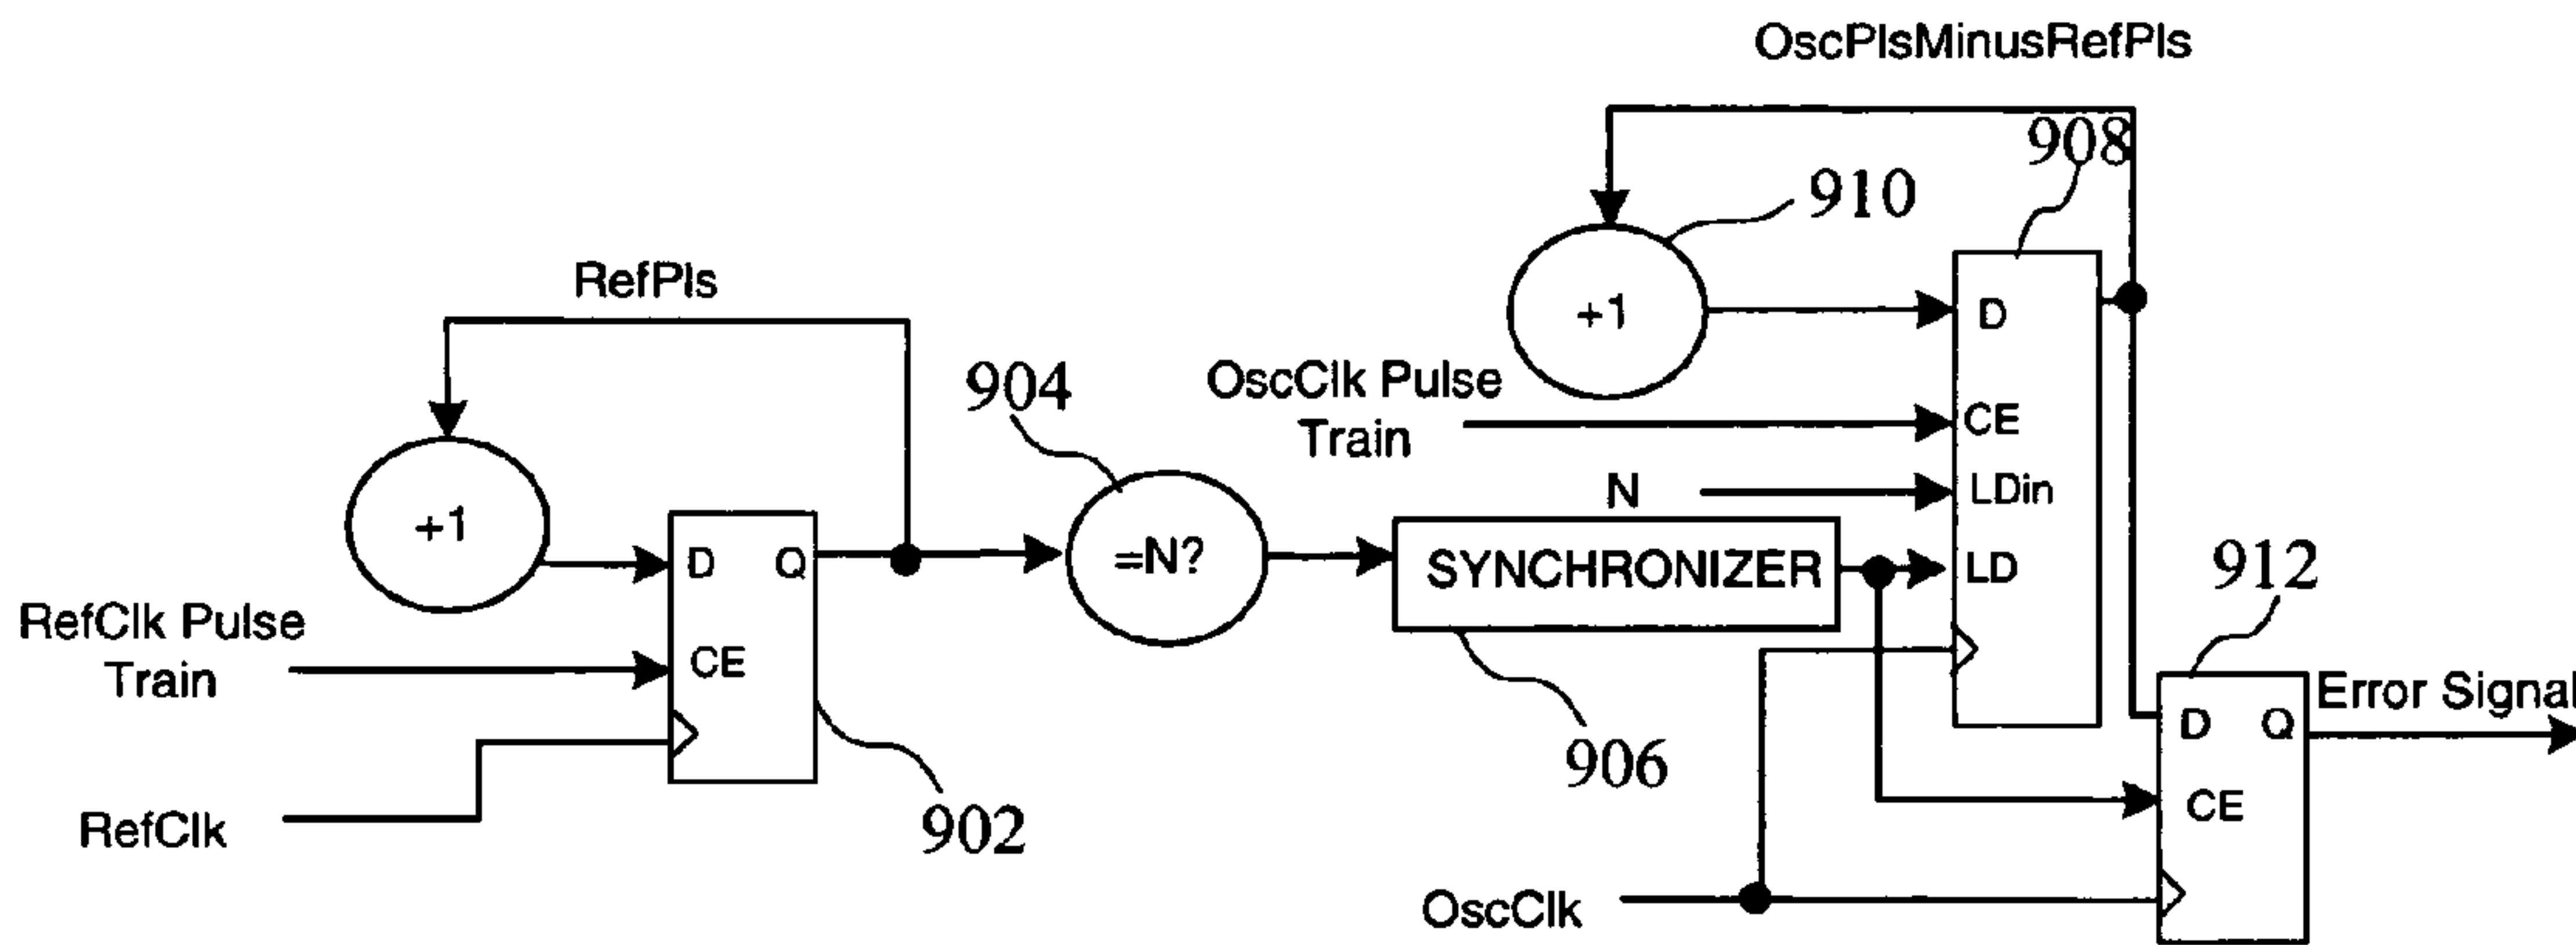 OscPlsMinusRefPls
908
910
+1
D
OscClk Pulse
Train
CE
N
LDin
LD
RefPls
904
+1
D Q
=N?
SYNCHRONIZER
912
RefClk Pulse
Train
CE
906
D Q
Error Signal
CE
RefClk
902
OscClk